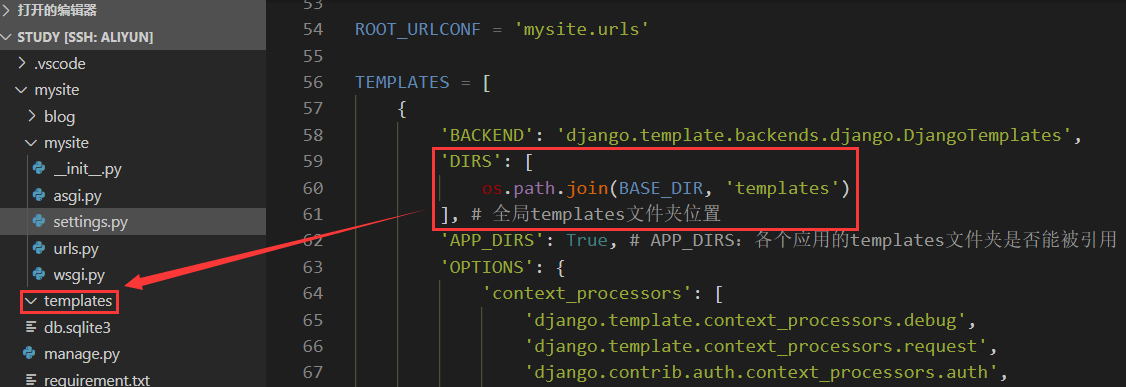 打开的编辑器
STUDY [SSH: ALIYUN]
.vscode
mysite
blog
mysite
__init__.py
asgi.py
settings.py
urls.py
wsgi.py
templates
db.sqlite3
manage.py
requirement.txt
53
54 ROOT_URLCONF = 'mysite.urls'
55
56 TEMPLATES = [
57 {
58 'BACKEND': 'django.template.backends.django.DjangoTemplates',
59 'DIRS': [
60 os.path.join(BASE_DIR, 'templates')
61 ], # 全局templates文件夹位置
62 'APP_DIRS': True, # APP_DIRS：各个应用的templates文件夹是否能被引用
63 'OPTIONS': {
64 'context_processors': [
65 'django.template.context_processors.debug',
66 'django.template.context_processors.request',
67 'django.contrib.auth.context_processors.auth',